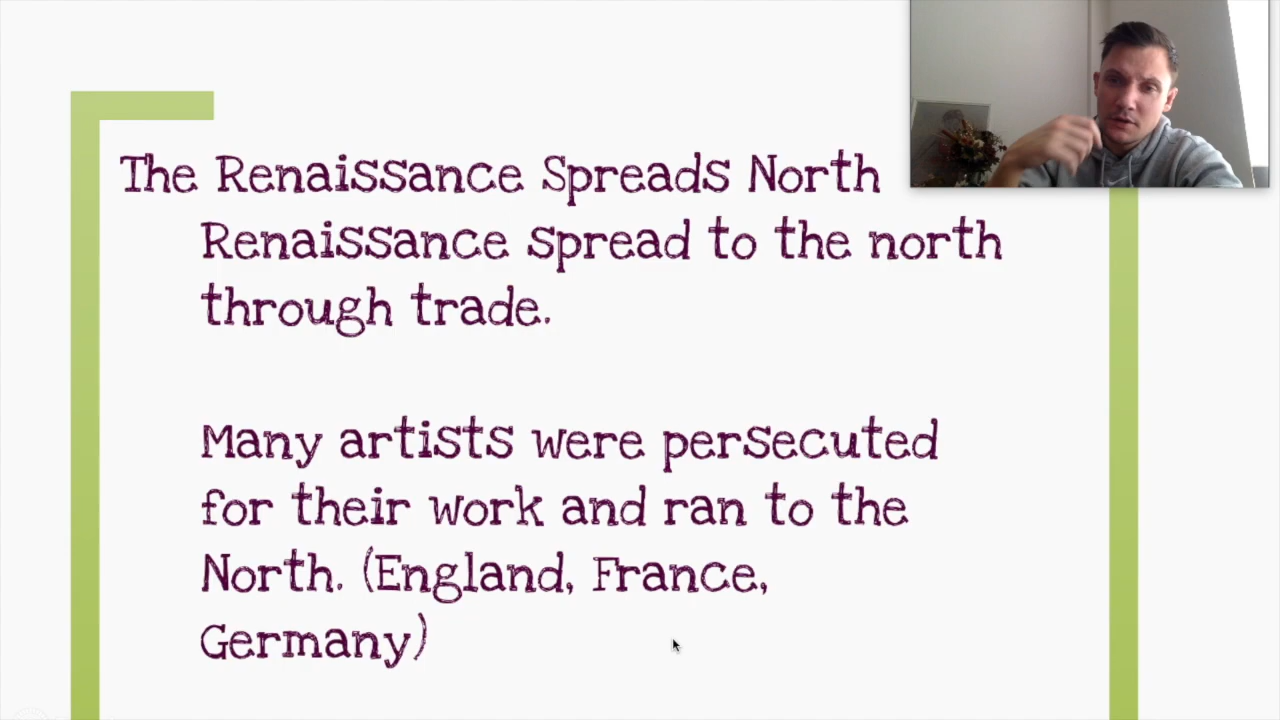 The Renaissance Spreads North
Renaissance spread to the north
through trade.
Many artists were persecuted
for their work and ran to the
North. (England, France,
Germany)